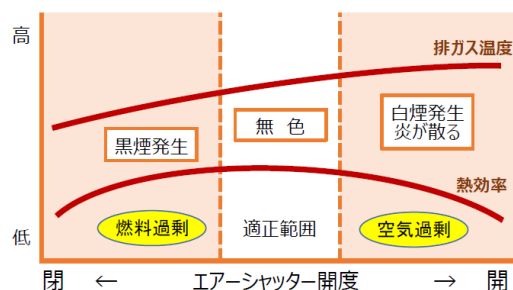 高
排ガス温度
黒煙発生
無 色
白煙発生
炎が散る
熱効率
燃料過剰
適正範囲
空気過剰
低
閉 ← エアーシャッター開度 → 開